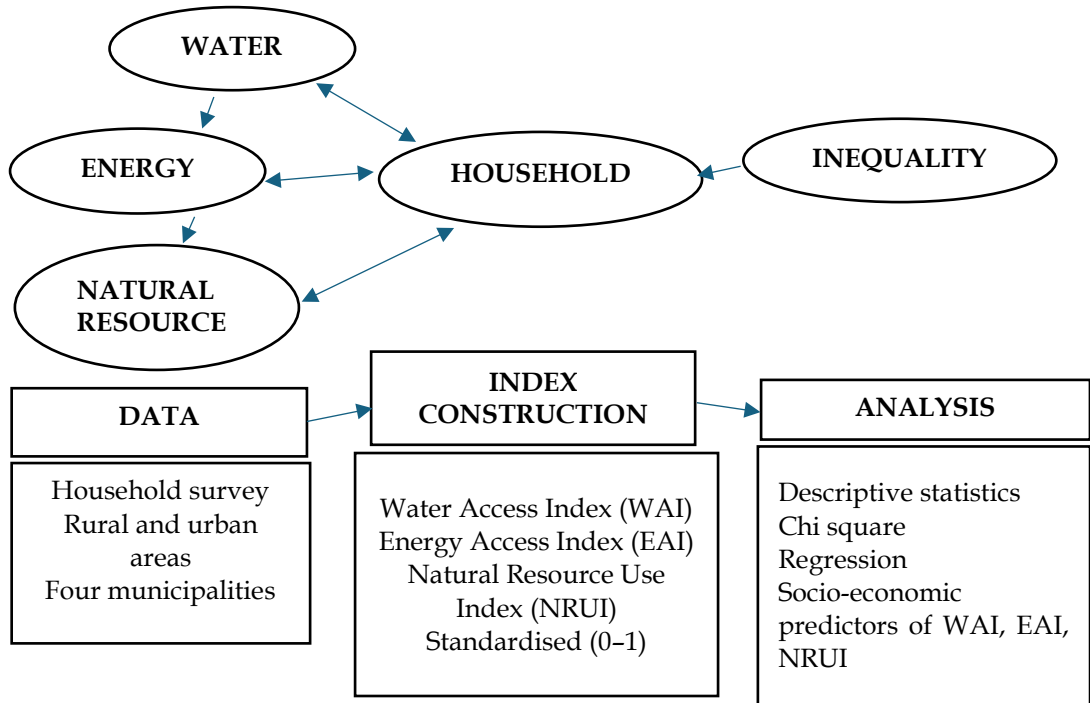 WATER
ENERGY
HOUSEHOLD
INEQUALITY
NATURAL
RESOURCE
DATA
Household survey
Rural and urban
areas
Four municipalities
INDEX
CONSTRUCTION
Water Access Index (WAI)
Energy Access Index (EAI)
Natural Resource Use
Index (NRUI)
Standardised (0–1)
ANALYSIS
Descriptive statistics
Chi square
Regression
Socio-economic
predictors of WAI, EAI,
NRUI